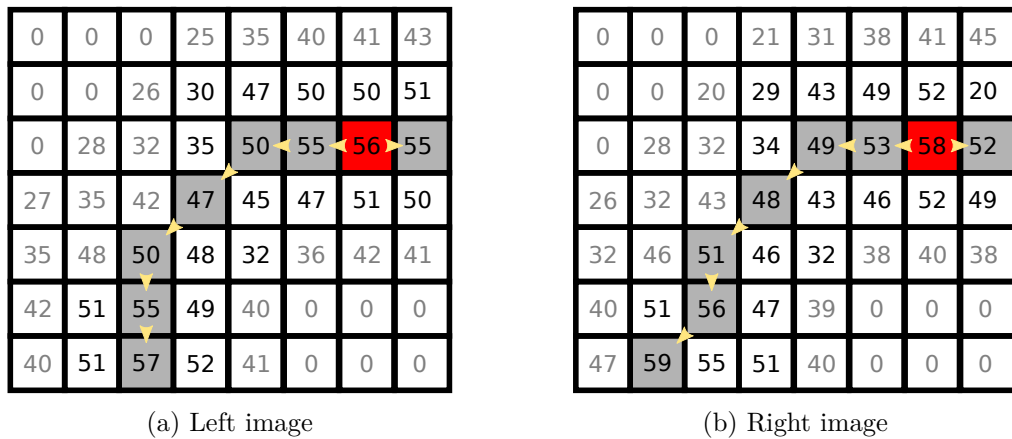 0 0 0 25 35 40 41 43
0 0 26 30 47 50 50 51
0 28 32 35 50 55 56 55
27 35 42 47 45 47 51 50
35 48 50 48 32 36 42 41
42 51 55 49 40 0 0 0
40 51 57 52 41 0 0 0
(a) Left image
0 0 0 21 31 38 41 45
0 0 20 29 43 49 52 20
0 28 32 34 49 53 58 52
26 32 43 48 43 46 52 49
32 46 51 46 32 38 40 38
40 51 56 47 39 0 0 0
47 59 55 51 40 0 0 0
(b) Right image